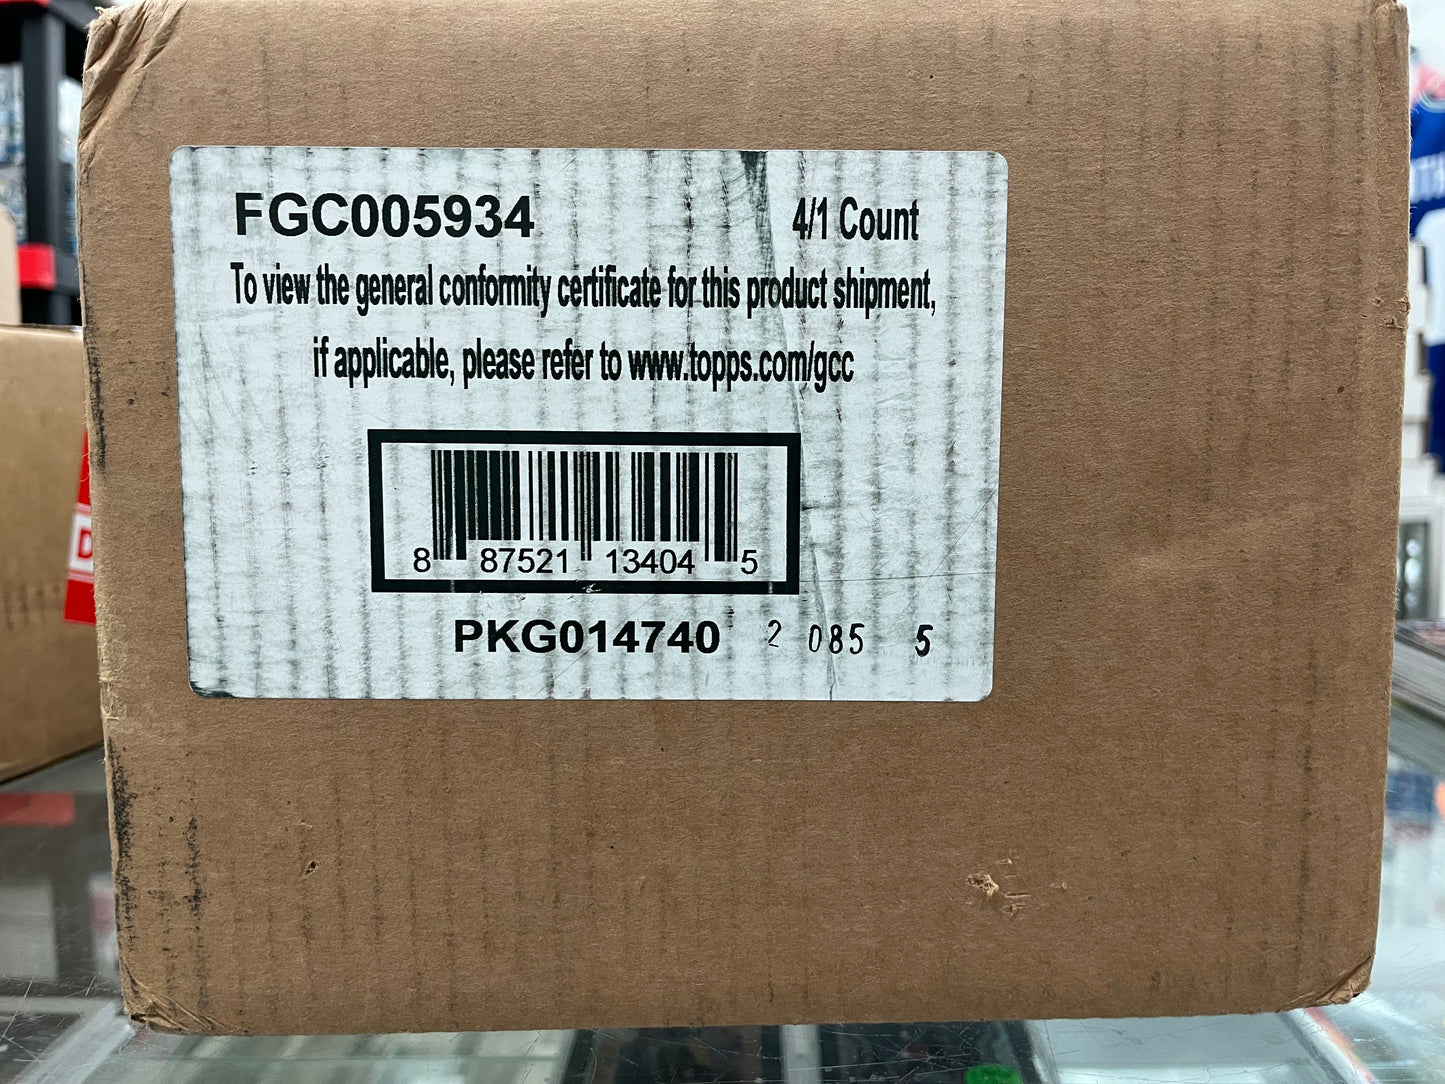 FGC005934 4/1 Count
To view the general conformity certificate for this product shipment,
if applicable, please refer to www.topps.com/gcc
8 87521 13404 5
PKG014740 2 085 5
D